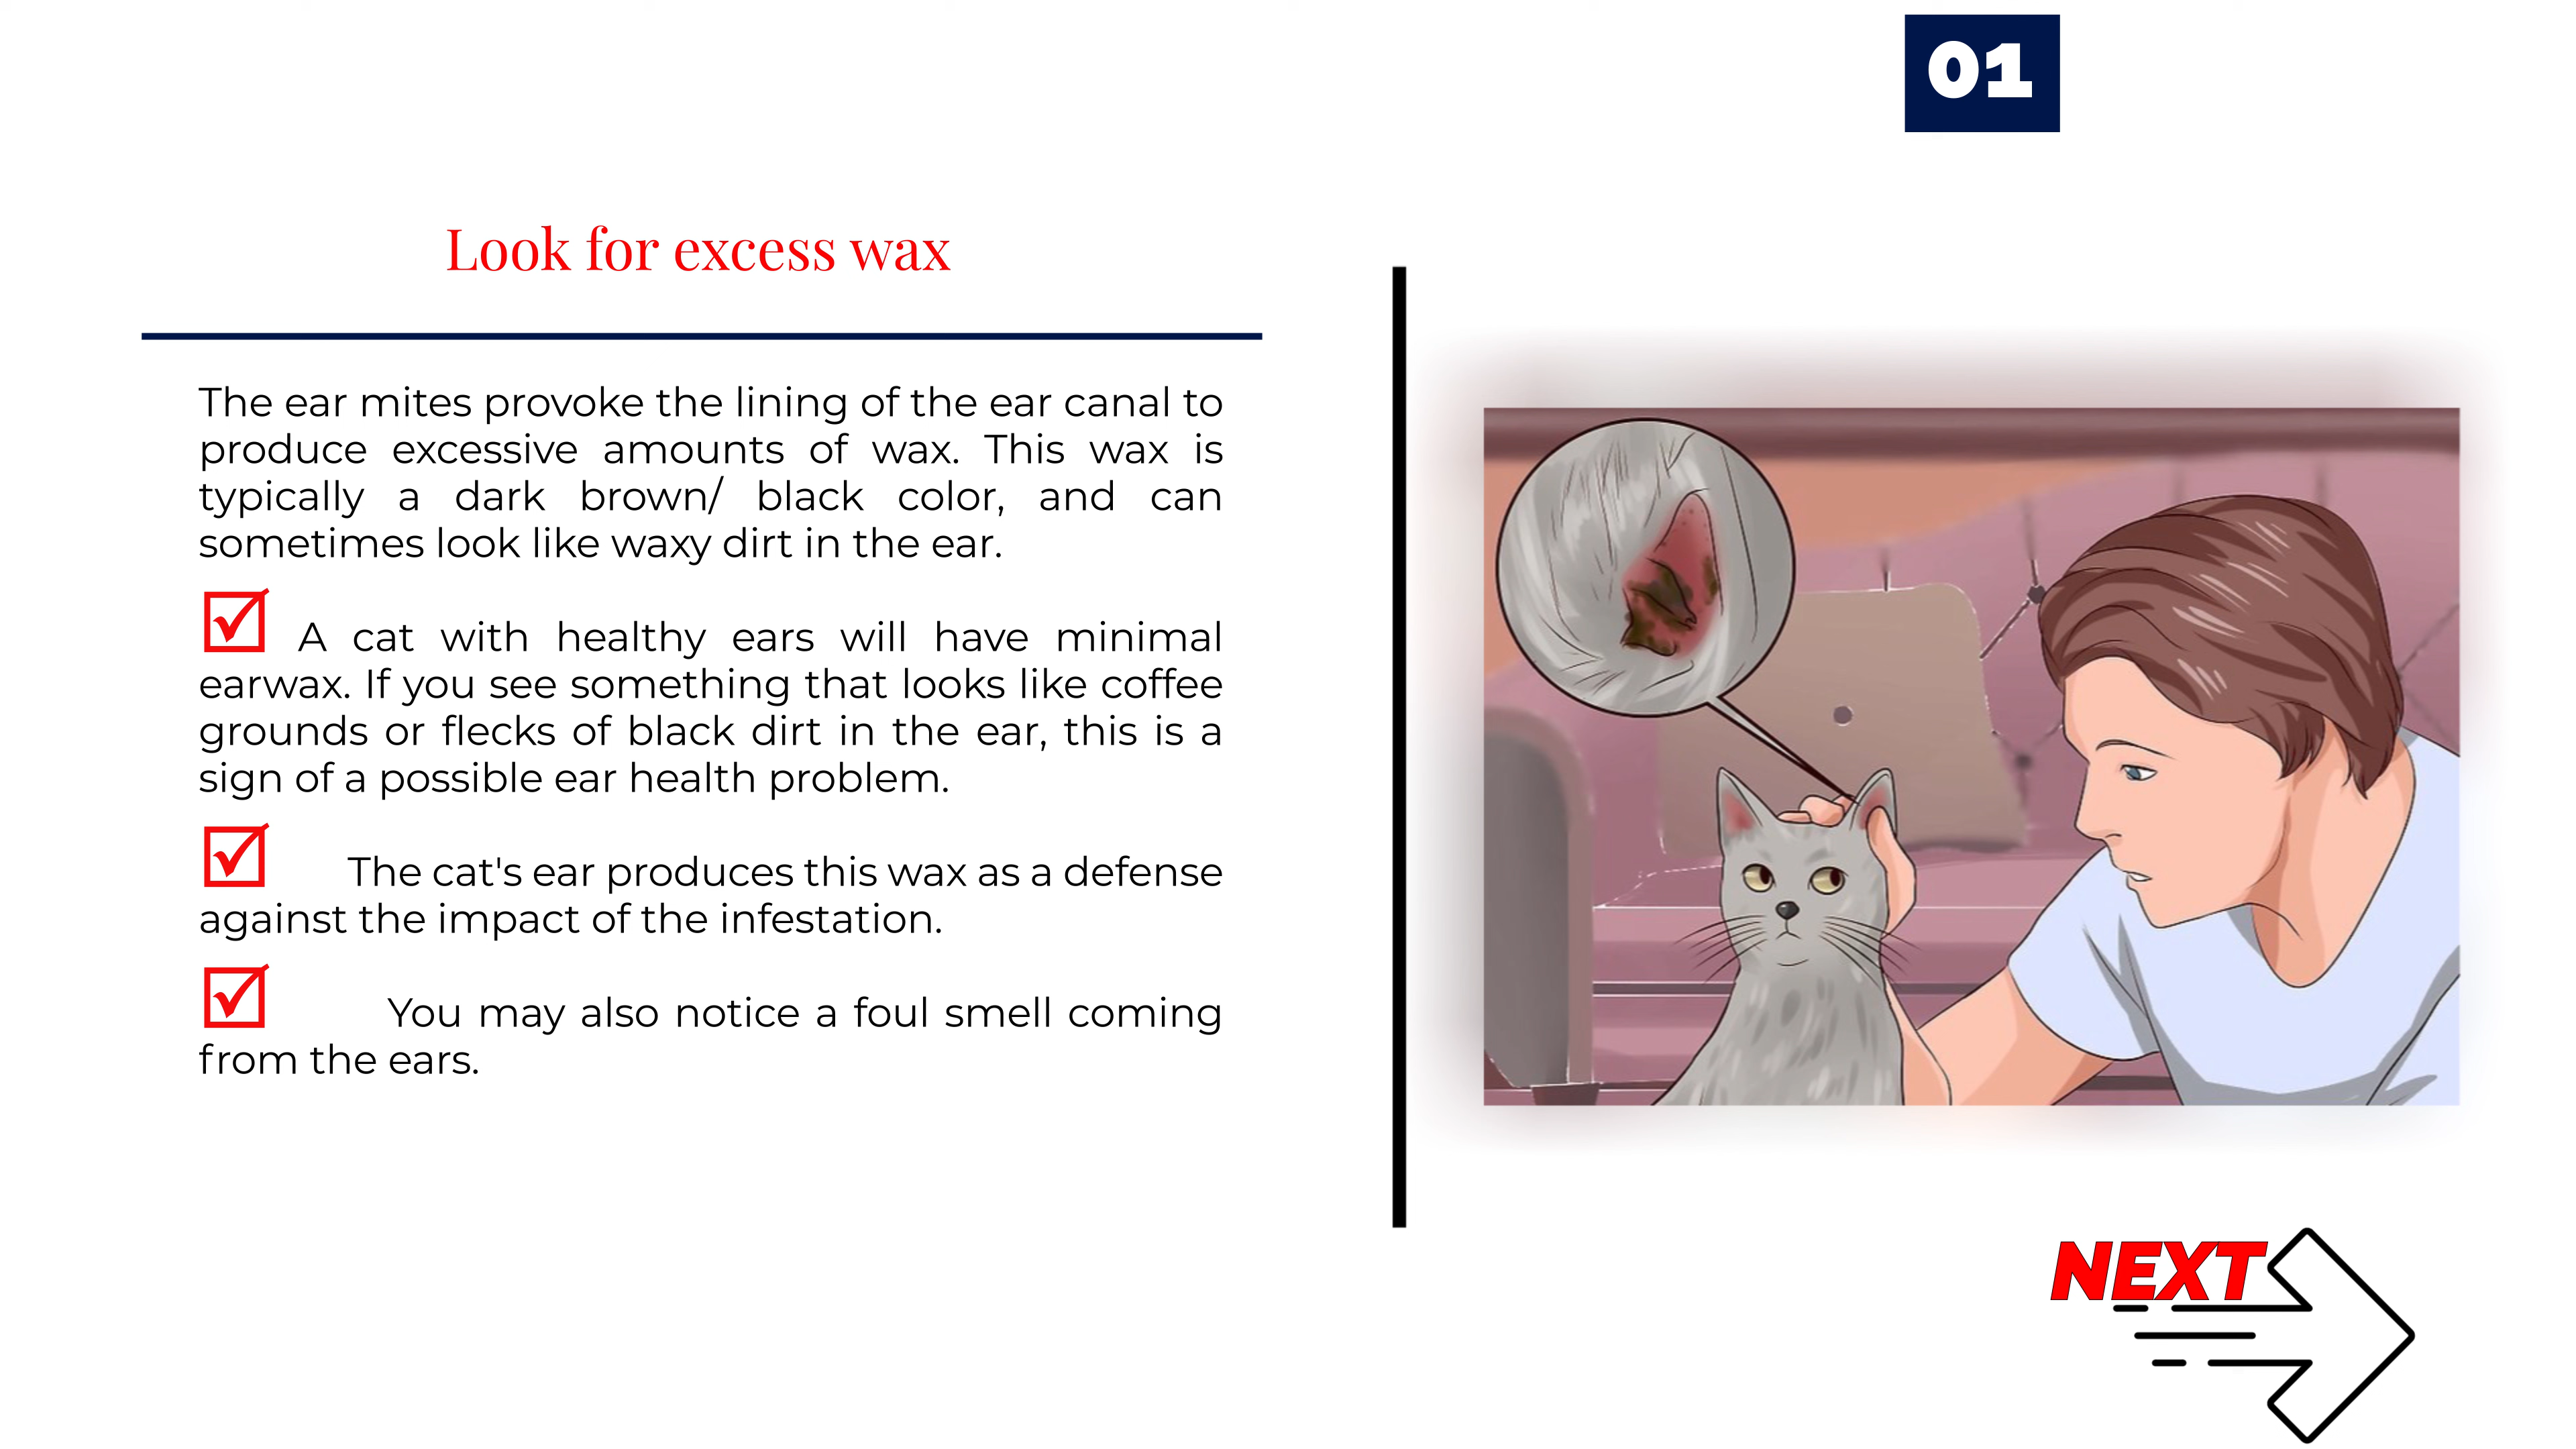 01
Look for excess wax
The ear mites provoke the lining of the ear canal to
produce excessive amounts of wax. This wax is
typically a dark brown/ black color, and can
sometimes look like waxy dirt in the ear.
A cat with healthy ears will have minimal
earwax. If you see something that looks like coffee
grounds or flecks of black dirt in the ear, this is a
sign of a possible ear health problem.
The cat's ear produces this wax as a defense
against the impact of the infestation.
You may also notice a foul smell coming
from the ears.
NEXT